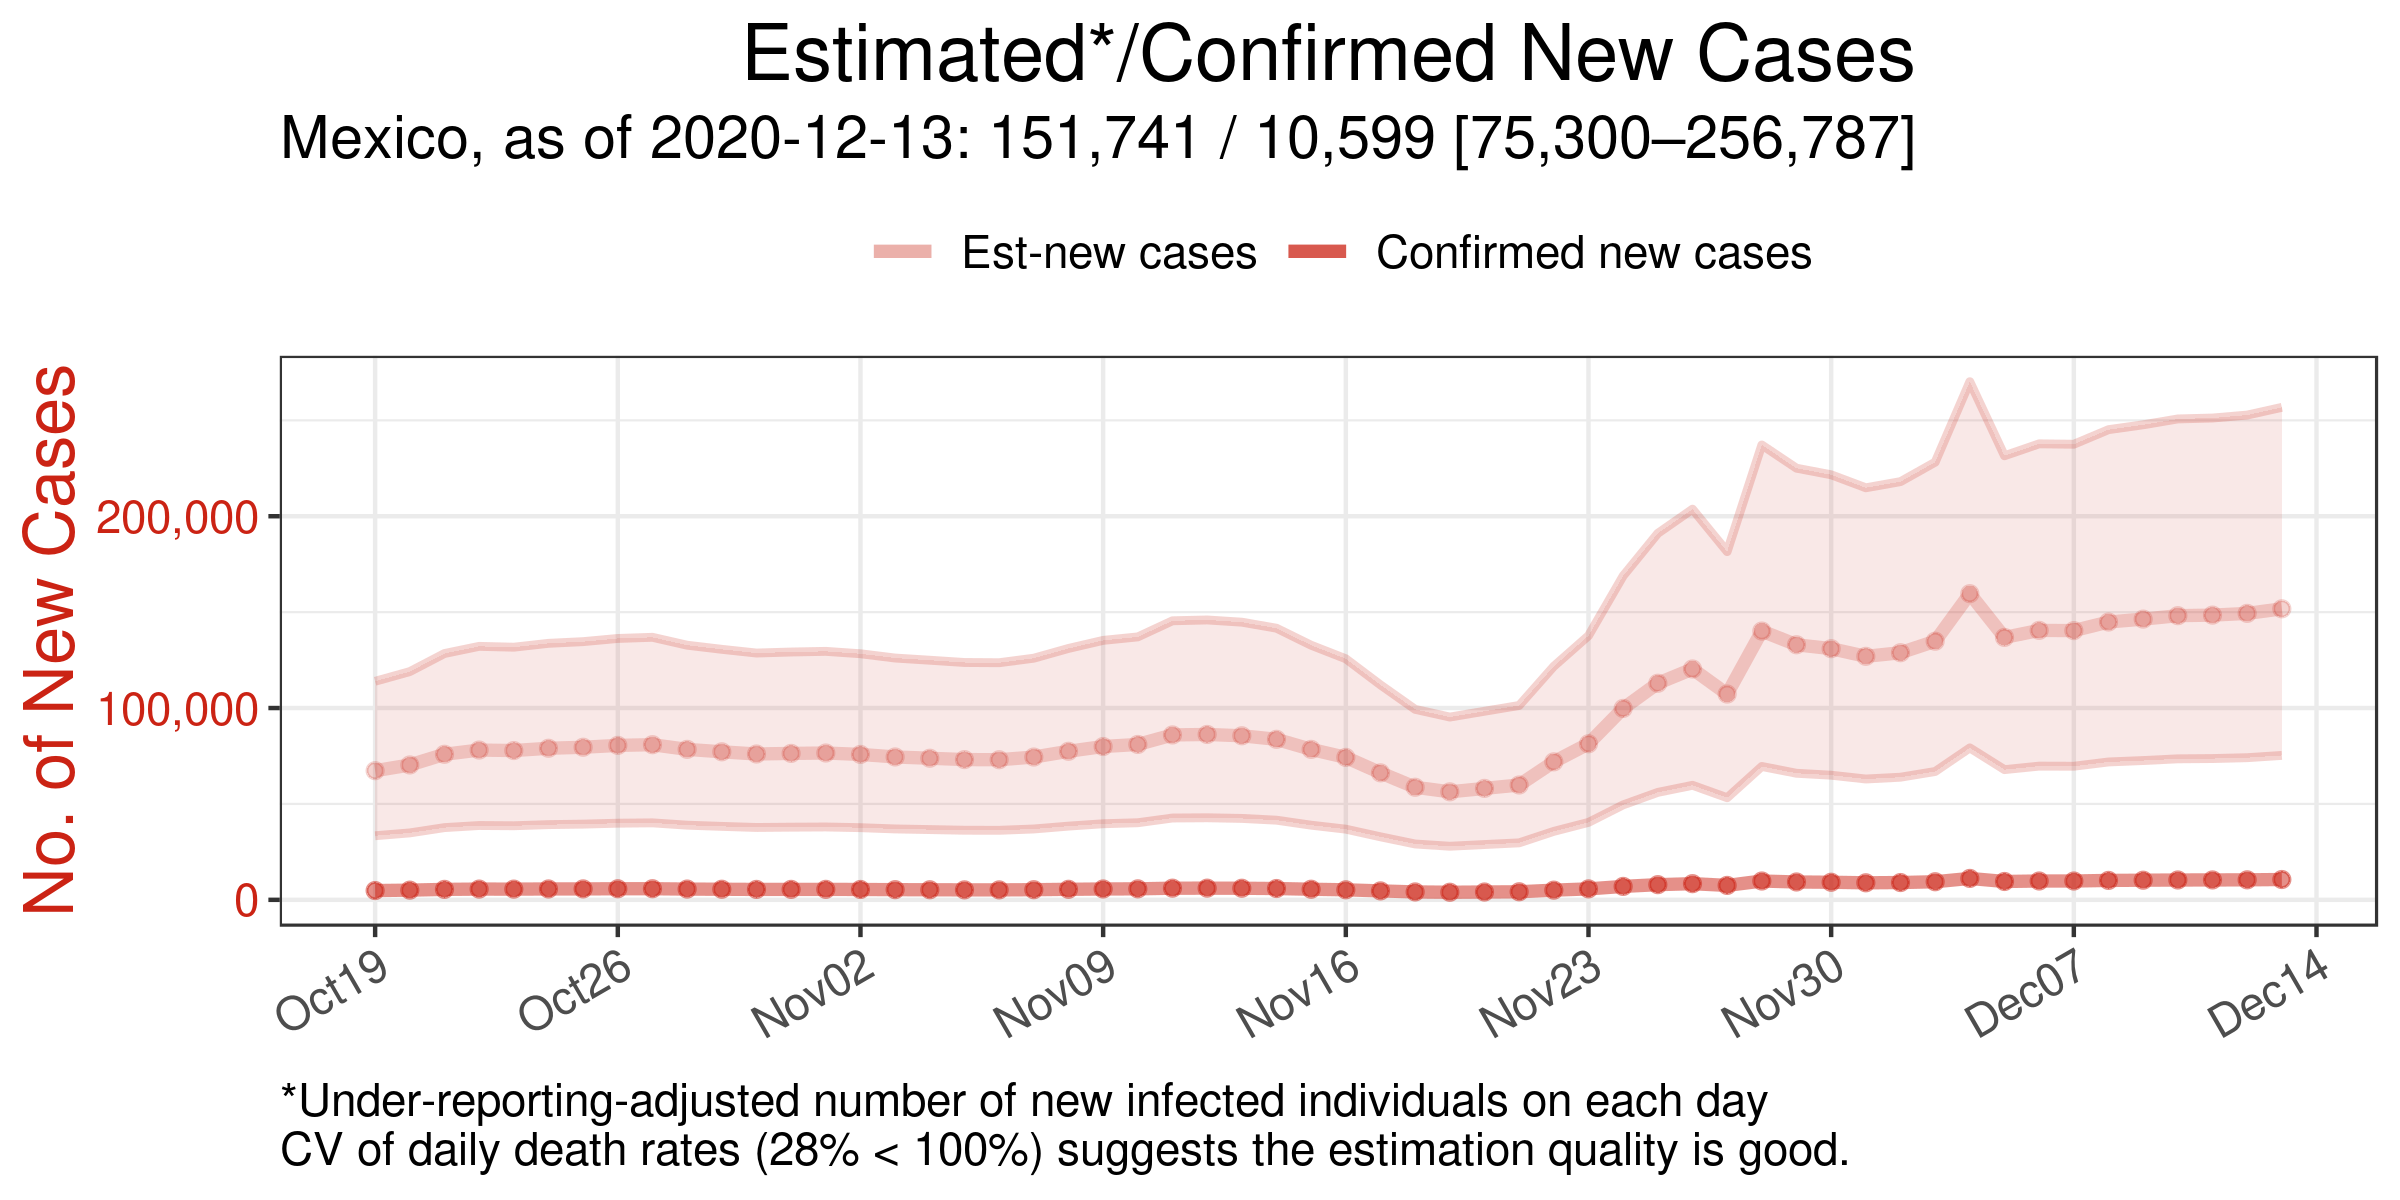 Estimated*/Confirmed New Cases
Mexico, as of 2020-12-13: 151,741 / 10,599 [75,300–256,787]
Est-new cases
Confirmed new cases
No. of New Cases
200,000
100,000
0
Oct19
Oct26
Nov02
Nov09
Nov16
Nov23
Nov30
Dec07
Dec14
*Under-reporting-adjusted number of new infected individuals on each day
CV of daily death rates (28% < 100%) suggests the estimation quality is good.